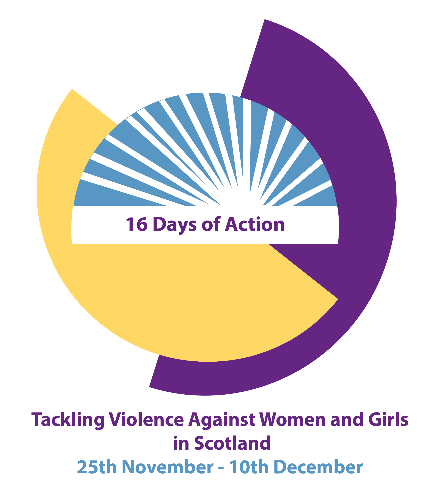 16 Days of Action
Tackling Violence Against Women and Girls
in Scotland
25th November - 10th December